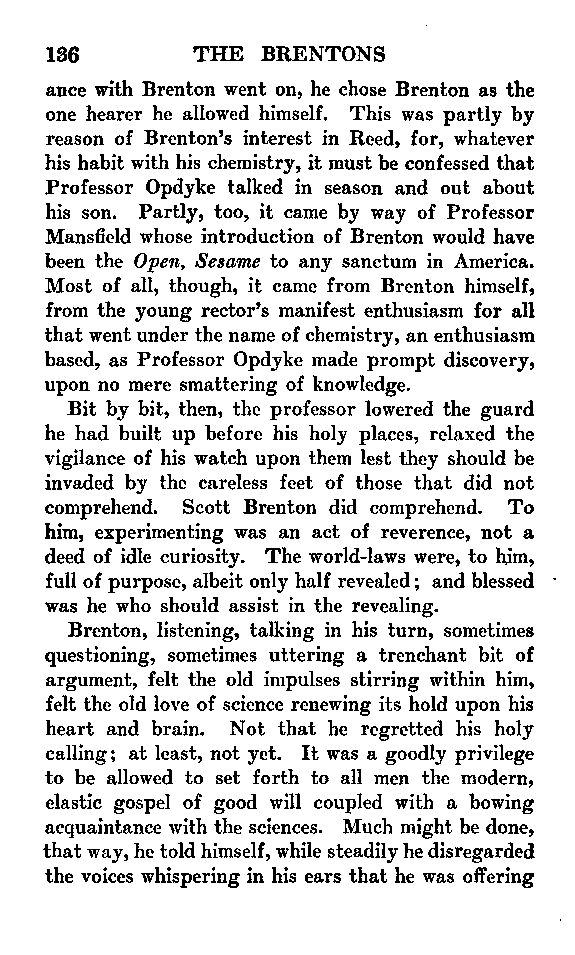 136 THE BRENTONS
ance with Brenton went on, he chose Brenton as the
one hearer he allowed himself. This was partly by
reason of Brenton's interest in Reed, for, whatever
his habit with his chemistry, it must be confessed that
Professor Opdyke talked in season and out about
his son. Partly, too, it came by way of Professor
Mansfield whose introduction of Brenton would have
been the Open, Sesame to any sanctum in America.
Most of all, though, it came from Brenton himself,
from the young rector's manifest enthusiasm for all
that went under the name of chemistry, an enthusiasm
based, as Professor Opdyke made prompt discovery,
upon no mere smattering of knowledge.
Bit by bit, then, the professor lowered the guard
he had built up before his holy places, relaxed the
vigilance of his watch upon them lest they should be
invaded by the careless feet of those that did not
comprehend. Scott Brenton did comprehend. To
him, experimenting was an act of reverence, not a
deed of idle curiosity. The world-laws were, to him,
full of purpose, albeit only half revealed; and blessed
was he who should assist in the revealing.
Brenton, listening, talking in his turn, sometimes
questioning, sometimes uttering a trenchant bit of
argument, felt the old impulses stirring within him,
felt the old love of science renewing its hold upon his
heart and brain. Not that he regretted his holy
calling; at least, not yet. It was a goodly privilege
to be allowed to set forth to all men the modern,
elastic gospel of good will coupled with a bowing
acquaintance with the sciences. Much might be done,
that way, he told himself, while steadily he disregarded
the voices whispering in his ears that he was offering